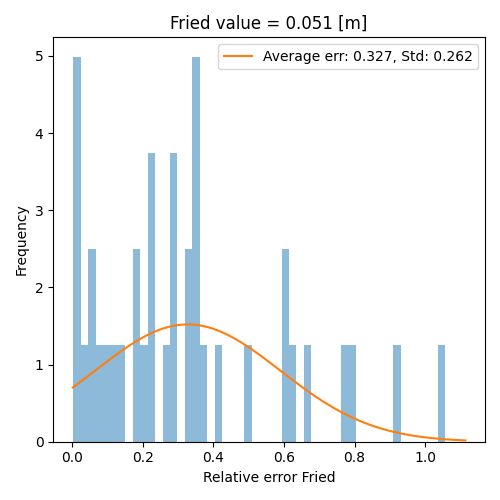 Fried value = 0.051 [m]
Average err: 0.327, Std: 0.262
Frequency
5
4
3
2
1
0
0.0 0.2 0.4 0.6 0.8 1.0
Relative error Fried